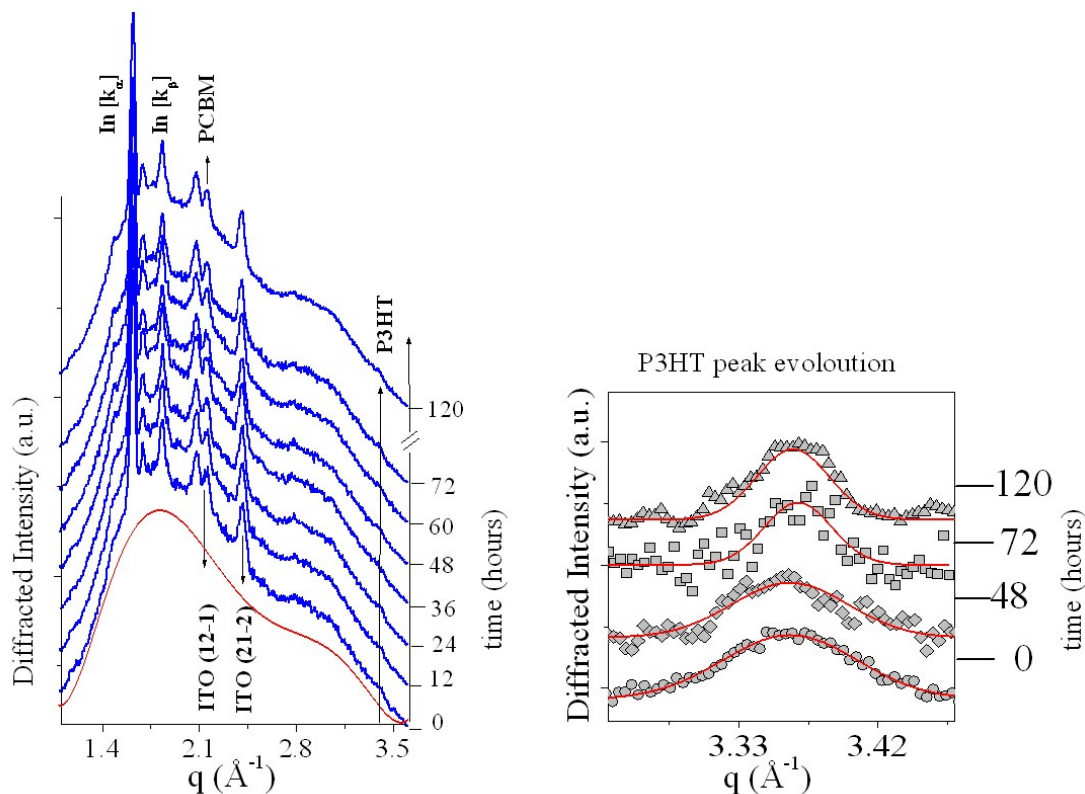 In [kα]
In [kβ]
PCBM
P3HT
ITO (12-1)
ITO (21-2)
Diffracted Intensity (a.u.)
120
72
60
48
36
24
12
0
time (hours)
1.4 2.1 2.8 3.5
q (Å⁻¹)
P3HT peak evoloution
Diffracted Intensity (a.u.)
120
72
48
0
time (hours)
3.33 3.42
q (Å⁻¹)